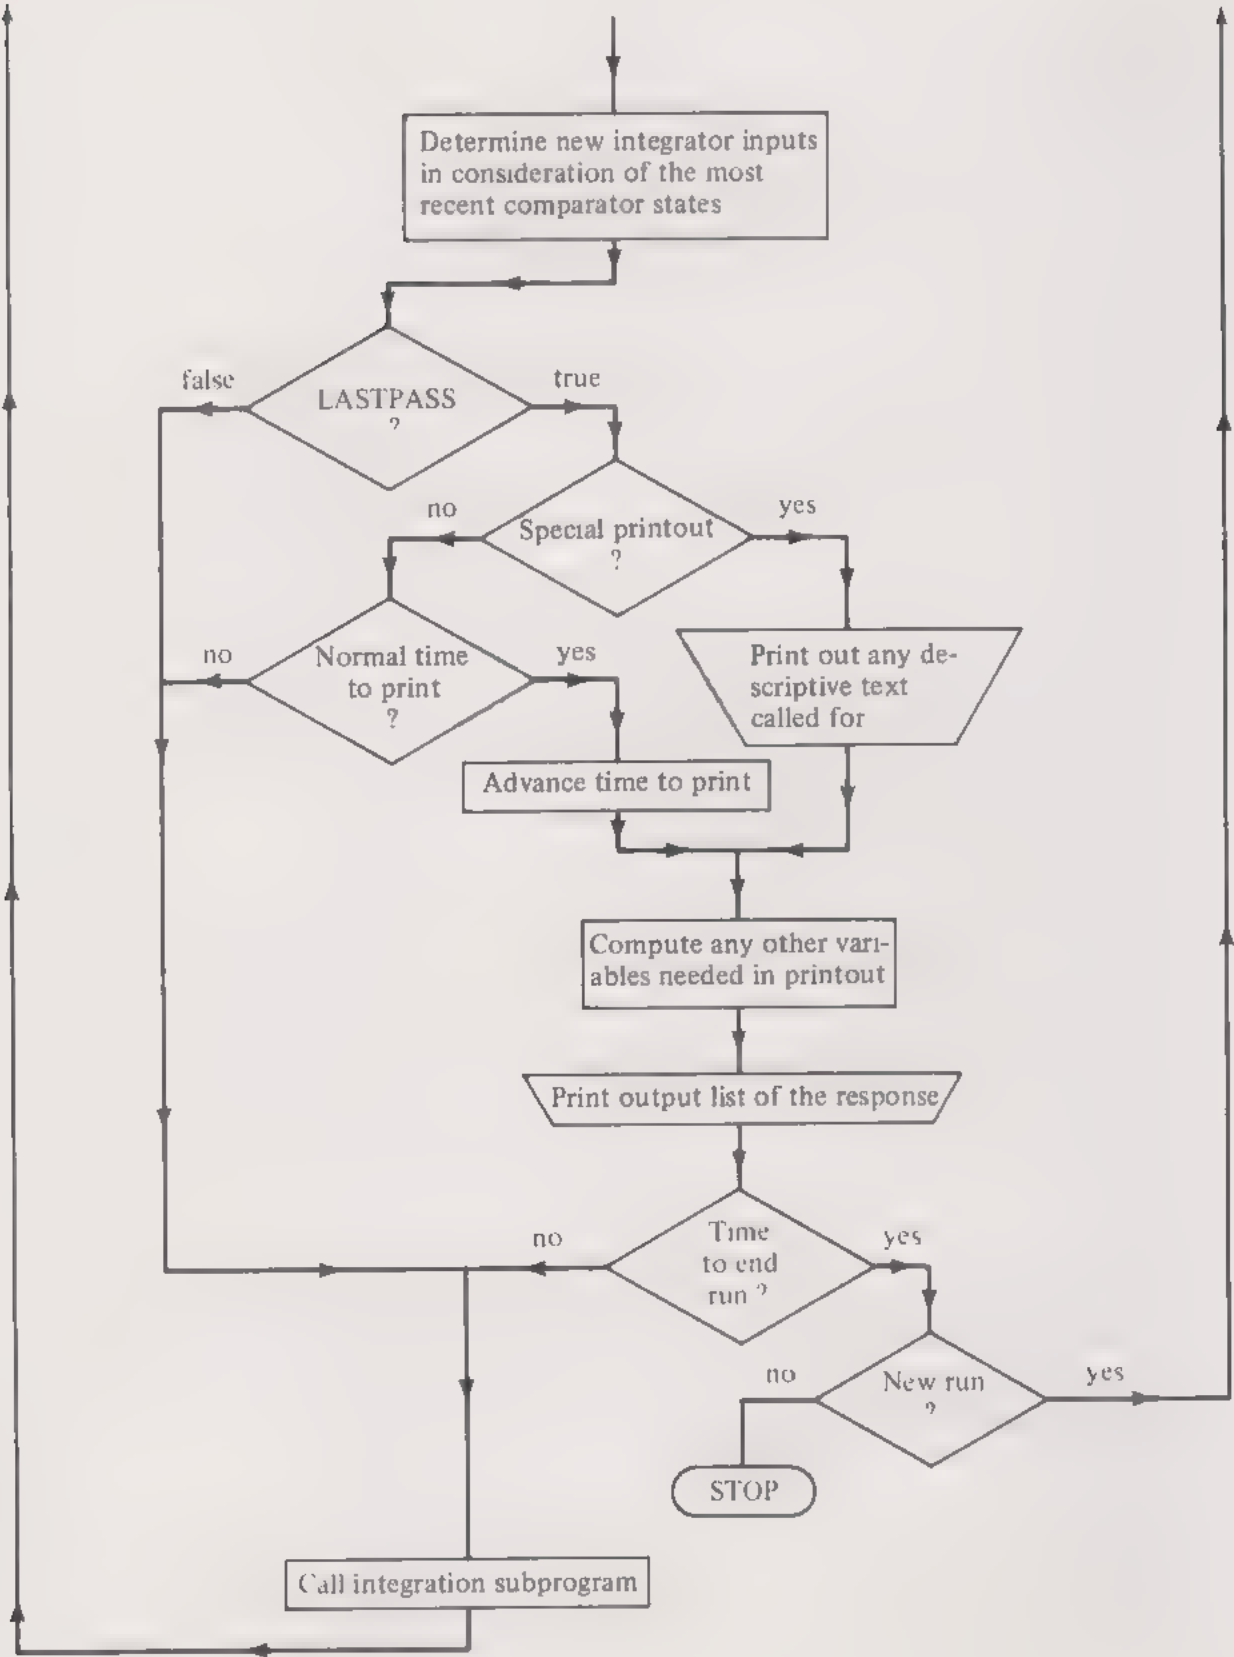 Determine new integrator inputs
in consideration of the most
recent comparator states
false
true
LASTPASS
?
no
yes
Special printout
?
no
yes
Normal time
to print
?
Print out any de-
scriptive text
called for
Advance time to print
Compute any other vari-
ables needed in printout
Print output list of the response
no
yes
Time
to end
run ?
no
yes
New run
?
STOP
Call integration subprogram